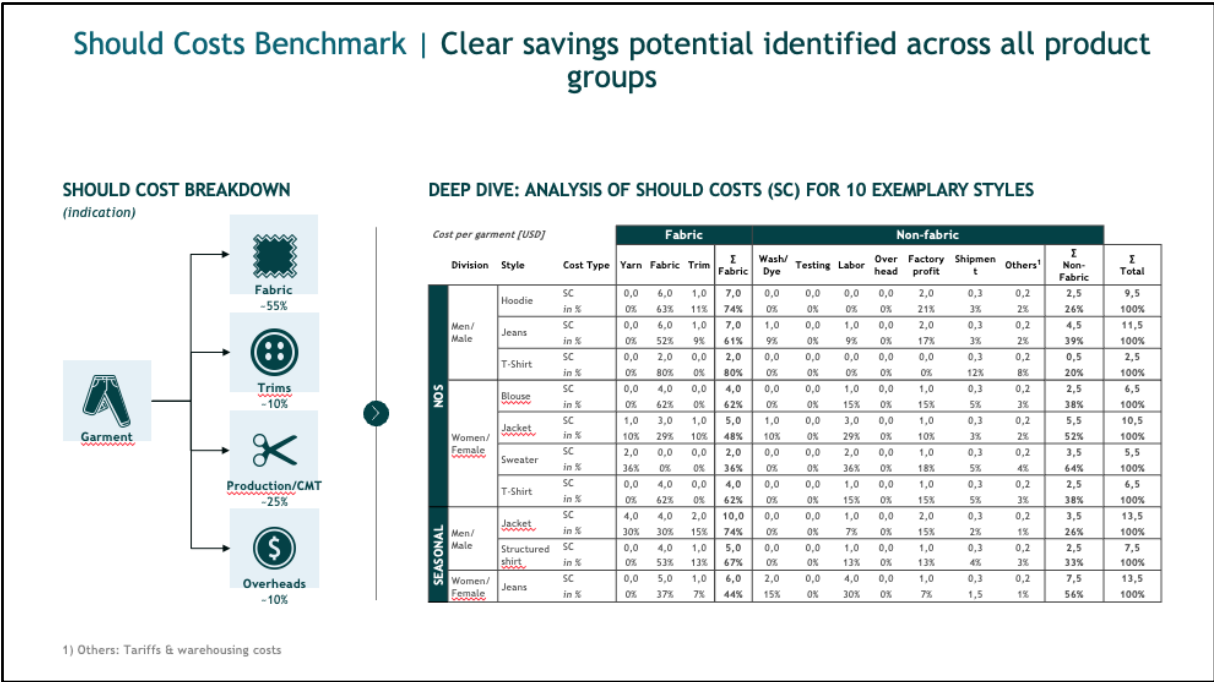 Should Costs Benchmark | Clear savings potential identified across all product
groups
SHOULD COST BREAKDOWN
(indication)
Garment
Fabric
~55%
Trims
~10%
Production/CMT
~25%
Overheads
~10%
DEEP DIVE: ANALYSIS OF SHOULD COSTS (SC) FOR 10 EXEMPLARY STYLES
Cost per garment [USD] Fabric Non-fabric
Division Style Cost Type Yarn Fabric Trim Σ Fabric Wash/ Dye Testing Labor Over head Factory profit Shipmen t Others¹ Σ Non- Fabric Σ Total
NOS
Men/ Male
Hoodie SC 0,0 6,0 1,0 7,0 0,0 0,0 0,0 0,0 2,0 0,3 0,2 2,5 9,5
in % 0% 63% 11% 74% 0% 0% 0% 0% 21% 3% 2% 26% 100%
Jeans SC 0,0 6,0 1,0 7,0 1,0 0,0 1,0 0,0 2,0 0,3 0,2 4,5 11,5
in % 0% 52% 9% 61% 9% 0% 9% 0% 17% 3% 2% 39% 100%
T-Shirt SC 0,0 2,0 0,0 2,0 0,0 0,0 0,0 0,0 0,0 0,3 0,2 0,5 2,5
in % 0% 80% 0% 80% 0% 0% 0% 0% 0% 12% 8% 20% 100%
Women/ Female
Blouse SC 0,0 4,0 0,0 4,0 0,0 0,0 1,0 0,0 1,0 0,3 0,2 2,5 6,5
in % 0% 62% 0% 62% 0% 0% 15% 0% 15% 5% 3% 38% 100%
Jacket SC 1,0 3,0 1,0 5,0 1,0 0,0 3,0 0,0 1,0 0,3 0,2 5,5 10,5
in % 10% 29% 10% 48% 10% 0% 29% 0% 10% 3% 2% 52% 100%
Sweater SC 2,0 0,0 0,0 2,0 0,0 0,0 2,0 0,0 1,0 0,3 0,2 3,5 5,5
in % 36% 0% 0% 36% 0% 0% 36% 0% 18% 5% 4% 64% 100%
T-Shirt SC 0,0 4,0 0,0 4,0 0,0 0,0 1,0 0,0 1,0 0,3 0,2 2,5 6,5
in % 0% 62% 0% 62% 0% 0% 15% 0% 15% 5% 3% 38% 100%
SEASONAL
Men/ Male
Jacket SC 4,0 4,0 2,0 10,0 0,0 0,0 1,0 0,0 2,0 0,3 0,2 3,5 13,5
in % 30% 30% 15% 74% 0% 0% 7% 0% 15% 2% 1% 26% 100%
Structured shirt SC 0,0 4,0 1,0 5,0 0,0 0,0 1,0 0,0 1,0 0,3 0,2 2,5 7,5
in % 0% 53% 13% 67% 0% 0% 13% 0% 13% 4% 3% 33% 100%
Women/ Female
Jeans SC 0,0 5,0 1,0 6,0 2,0 0,0 4,0 0,0 1,0 0,3 0,2 7,5 13,5
in % 0% 37% 7% 44% 15% 0% 30% 0% 7% 1,5 1% 56% 100%
1) Others: Tariffs & warehousing costs